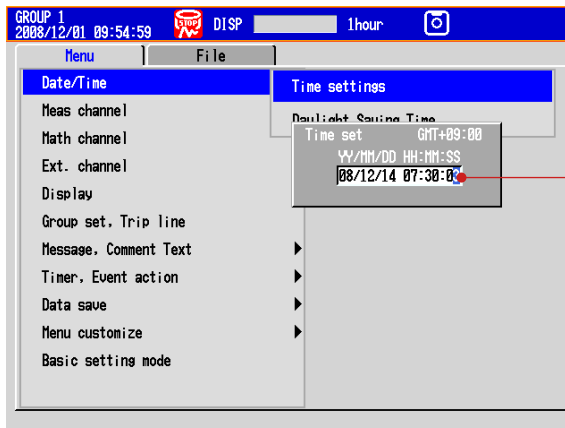 GROUP 1
2008/12/01 09:54:59
STOP
DISP
1hour
Menu
File
Date/Time
Meas channel
Math channel
Ext. channel
Display
Group set, Trip line
Message, Comment Text
Timer, Event action
Data save
Menu customize
Basic setting mode
Time settings
Daylight Saving Time
Time set GMT+09:00
YY/MM/DD HH:MM:SS
08/12/14 07:30:0